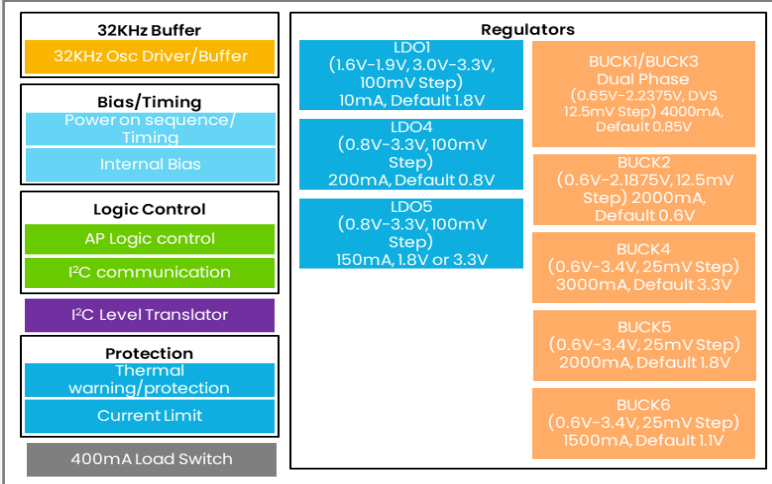 32KHz Buffer
32KHz Osc Driver/Buffer
Bias/Timing
Power on sequence/
Timing
Internal Bias
Logic Control
AP Logic control
I²C communication
I²C Level Translator
Protection
Thermal
warning/protection
Current Limit
400mA Load Switch
Regulators
LDO1
(1.6V-1.9V, 3.0V-3.3V,
100mV Step)
10mA, Default 1.8V
LDO4
(0.8V-3.3V, 100mV
Step)
200mA, Default 0.8V
LDO5
(0.8V-3.3V, 100mV
Step)
150mA, 1.8V or 3.3V
BUCK1/BUCK3
Dual Phase
(0.65V-2.2375V, DVS
12.5mV Step) 4000mA,
Default 0.85V
BUCK2
(0.6V-2.1875V, 12.5mV
Step) 2000mA,
Default 0.6V
BUCK4
(0.6V-3.4V, 25mV Step)
3000mA, Default 3.3V
BUCK5
(0.6V-3.4V, 25mV Step)
2000mA, Default 1.8V
BUCK6
(0.6V-3.4V, 25mV Step)
1500mA, Default 1.1V